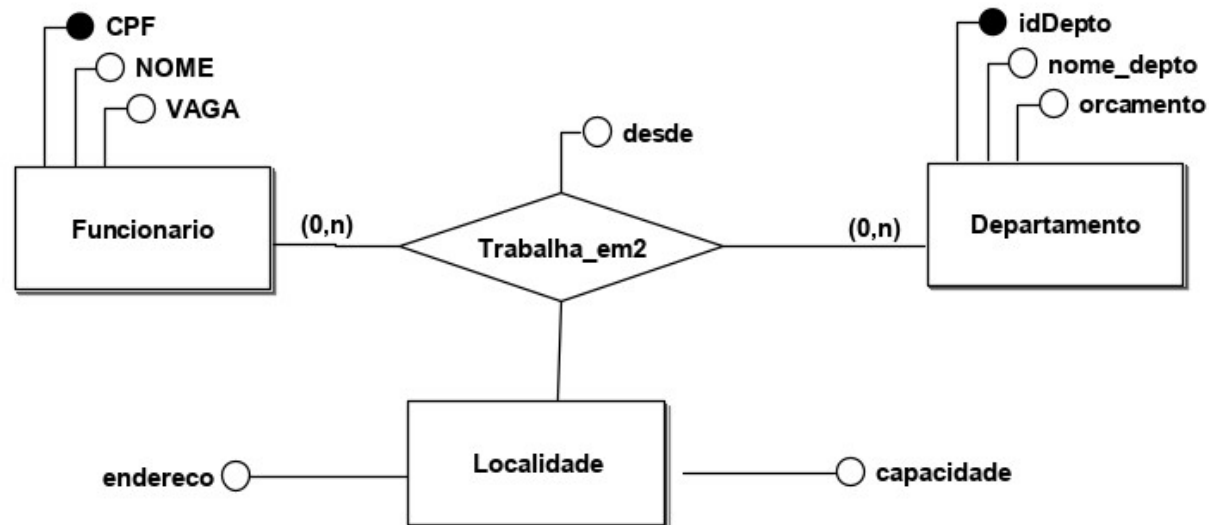 CPF
NOME
VAGA
Funcionario
(0,n)
desde
Trabalha_em2
(0,n)
idDepto
nome_depto
orcamento
Departamento
Localidade
endereco
capacidade